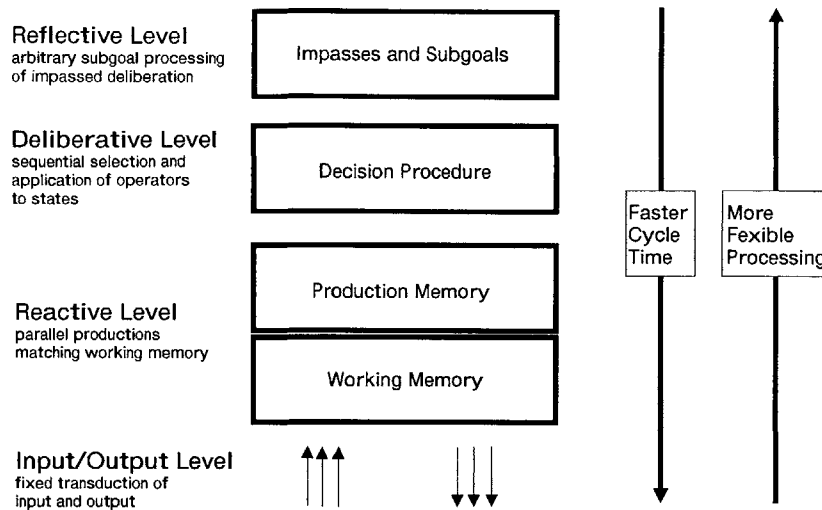 Reflective Level
arbitrary subgoal processing
of impassed deliberation
Impasses and Subgoals
Deliberative Level
sequential selection and
application of operators
to states
Decision Procedure
Reactive Level
parallel productions
matching working memory
Production Memory
Working Memory
Input/Output Level
fixed transduction of
input and output
Faster
Cycle
Time
More
Fexible
Processing